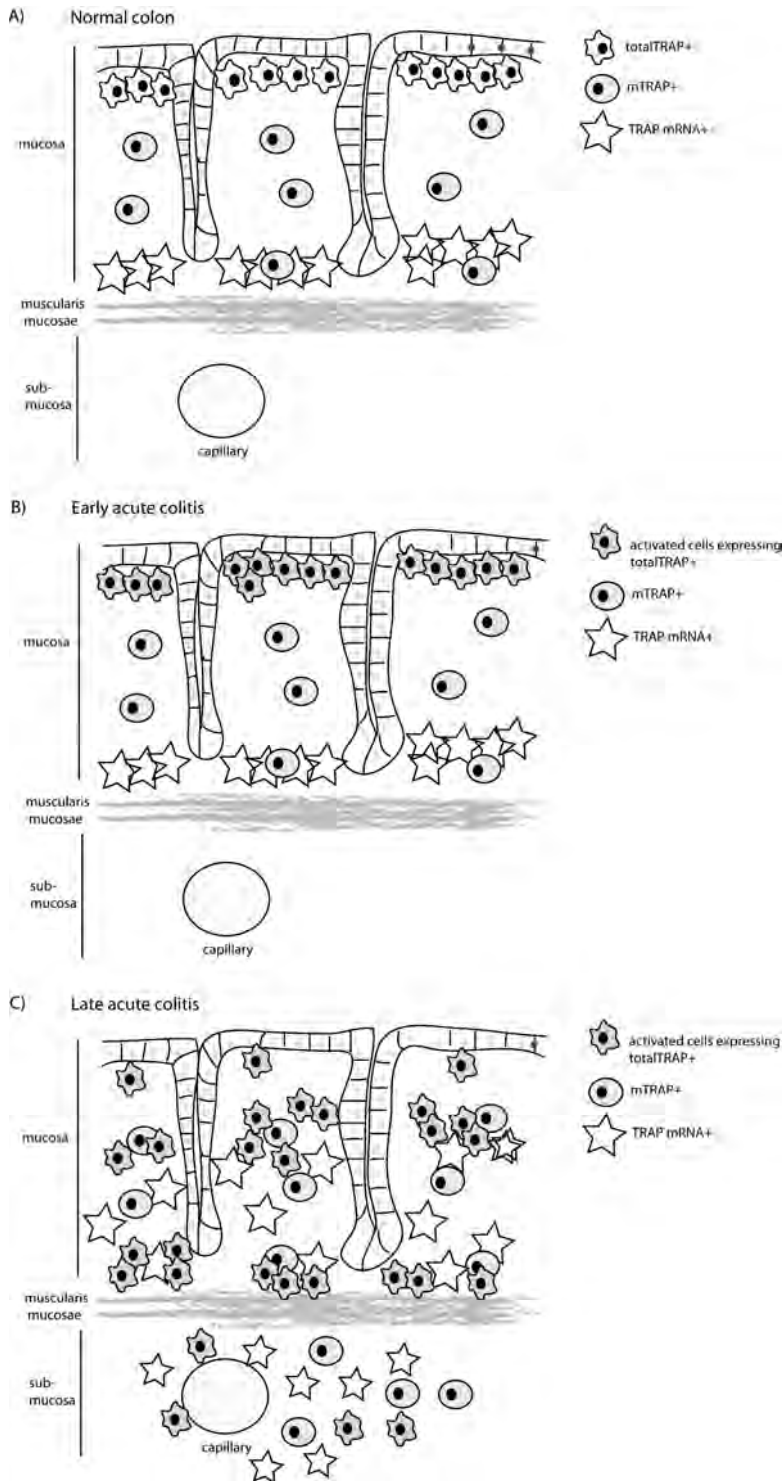 A) Normal colon
totalTRAP+
mTRAP+
TRAP mRNA+
mucosa
muscularis
mucosae
sub-
mucosa
capillary
B) Early acute colitis
activated cells expressing
totalTRAP+
mTRAP+
TRAP mRNA+
mucosa
muscularis
mucosae
sub-
mucosa
capillary
C) Late acute colitis
activated cells expressing
totalTRAP+
mTRAP+
TRAP mRNA+
mucosa
muscularis
mucosae
sub-
mucosa
capillary